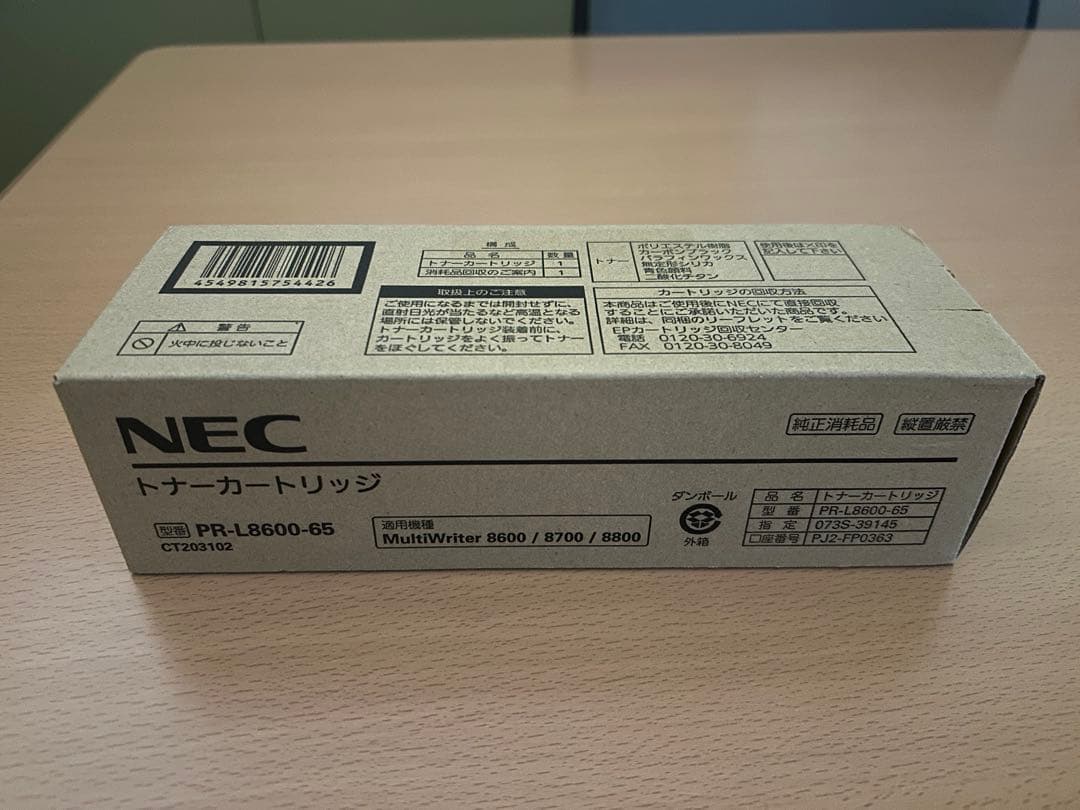 4549815754426
警告
火中に投じないこと
構成
品名 数量
トナーカートリッジ 1
消耗品回収のご案内 1
取扱上のご注意
ご使用になるまでは開封せずに、
直射日光が当たるなど高温となる
場所には保管しないでください。
トナーカートリッジ装着前に、
カートリッジをよく振ってトナー
をほぐしてください。
トナー
ポリエステル樹脂
カーボンブラック
パラフィンワックス
無定形シリカ
青色顔料
二酸化チタン
使用後は×印を
記入して下さい
カートリッジの回収方法
本商品はご使用後にNECにて直接回収
することにご承諾いただいた商品です。
詳細は、同梱のリーフレットをご覧ください
EPカートリッジ回収センター
電話 0120-30-6924
FAX 0120-30-8049
NEC
純正消耗品 縦置厳禁
トナーカートリッジ
型番 PR-L8600-65
CT203102
適用機種
MultiWriter 8600 / 8700 / 8800
ダンボール
外箱
品名 トナーカートリッジ
型番 PR-L8600-65
指定 073S-39145
口座番号 PJ2-FP0363